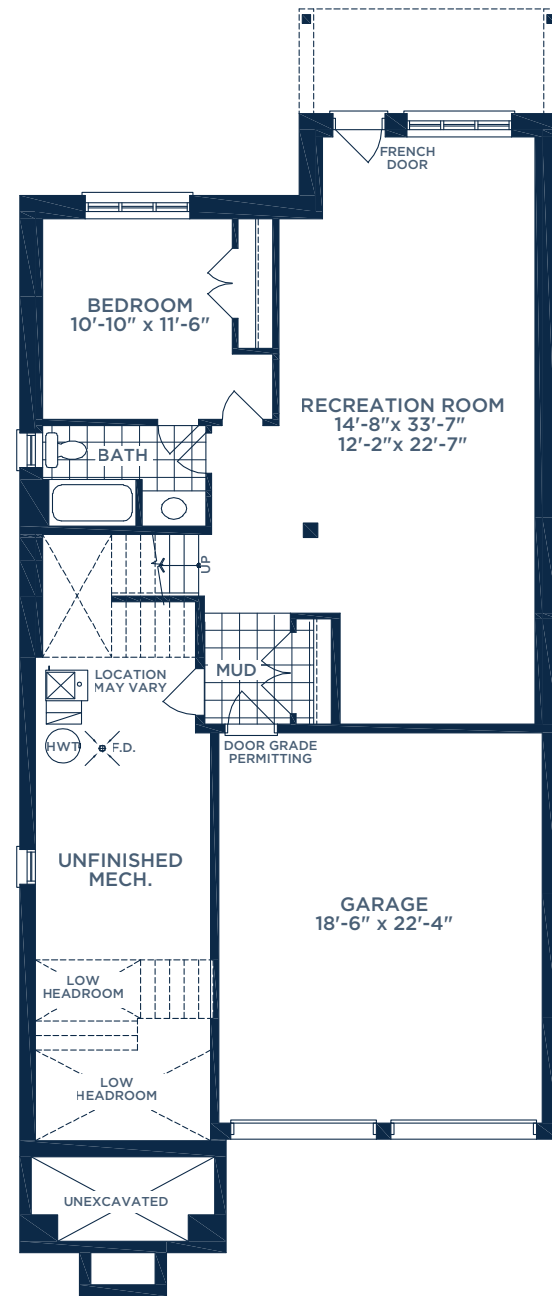 FRENCH
DOOR
BEDROOM
10'-10" x 11'-6"
RECREATION ROOM
14'-8"x 33'-7"
12'-2"x 22'-7"
BATH
UP
MUD
LOCATION
MAY VARY
HWT
F.D.
DOOR GRADE
PERMITTING
UNFINISHED
MECH.
GARAGE
18'-6" x 22'-4"
LOW
HEADROOM
LOW
HEADROOM
UNEXCAVATED